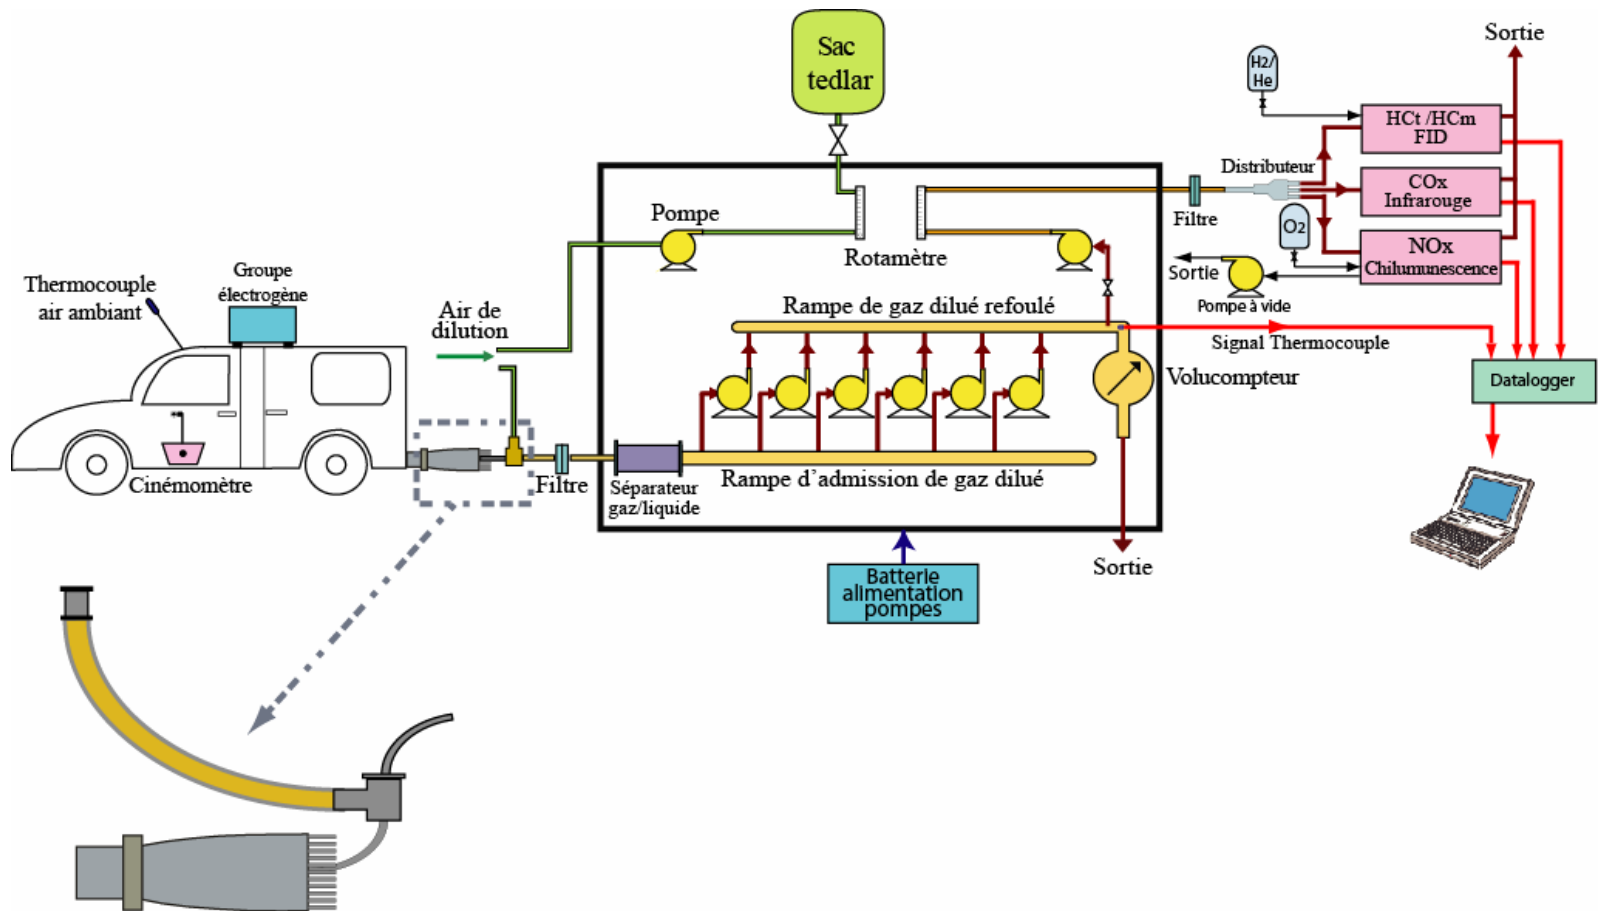 Sac
tedlar
Sortie
H2/
He
HCt /HCm
FID
Distributeur
COx
Infrarouge
Filtre
O2
NOx
Chilumunescence
Sortie
Pompe à vide
Pompe
Rotamètre
Thermocouple
air ambiant
Groupe
électrogène
Air de
dilution
Rampe de gaz dilué refoulé
Signal Thermocouple
Volucompteur
Datalogger
Cinémomètre
Filtre
Séparateur
gaz/liquide
Rampe d'admission de gaz dilué
Sortie
Batterie
alimentation
pompes